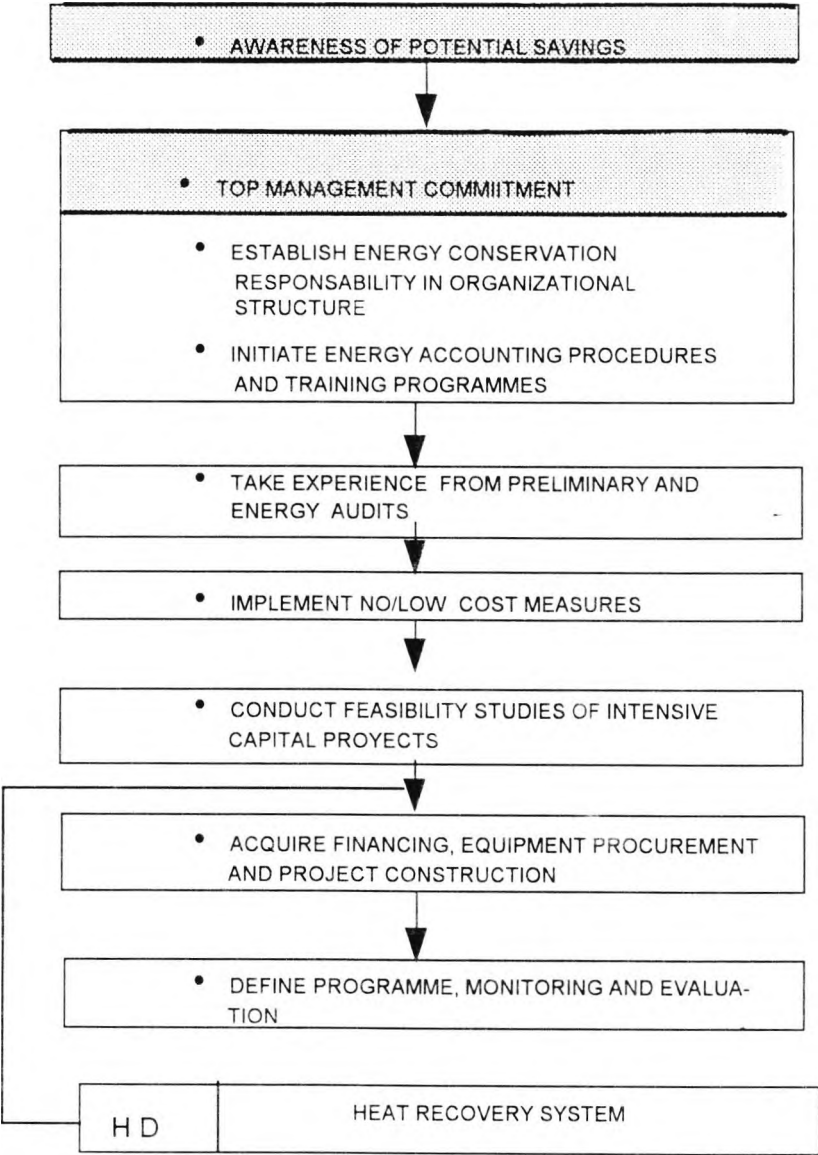 • AWARENESS OF POTENTIAL SAVINGS
• TOP MANAGEMENT COMMIITMENT
• ESTABLISH ENERGY CONSERVATION
RESPONSABILITY IN ORGANIZATIONAL
STRUCTURE
• INITIATE ENERGY ACCOUNTING PROCEDURES
AND TRAINING PROGRAMMES
• TAKE EXPERIENCE FROM PRELIMINARY AND
ENERGY AUDITS
• IMPLEMENT NO/LOW COST MEASURES
• CONDUCT FEASIBILITY STUDIES OF INTENSIVE
CAPITAL PROYECTS
• ACQUIRE FINANCING, EQUIPMENT PROCUREMENT
AND PROJECT CONSTRUCTION
• DEFINE PROGRAMME, MONITORING AND EVALUA-
TION
H D HEAT RECOVERY SYSTEM